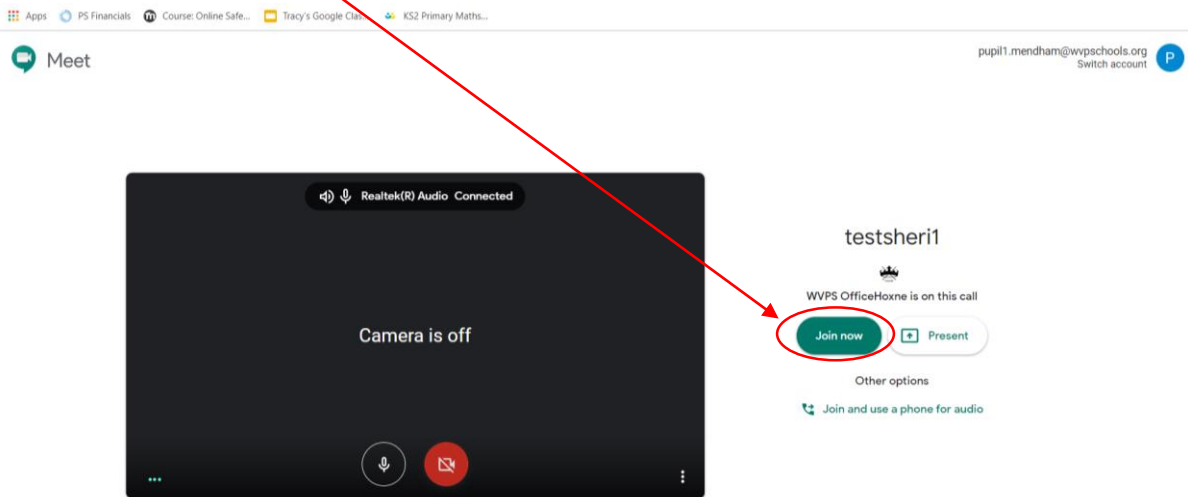 Apps PS Financials Course: Online Safe... Tracy's Google Clas... KS2 Primary Maths...
Meet
pupil1.mendham@wvpschools.org
Switch account
P
Realtek(R) Audio Connected
Camera is off
testsheri1
WVPS OfficeHoxne is on this call
Join now Present
Other options
Join and use a phone for audio